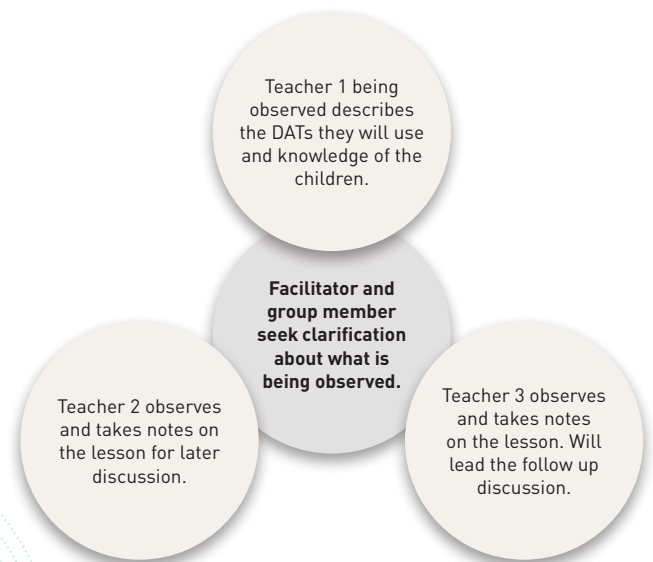 Teacher 1 being
observed describes
the DATs they will use
and knowledge of the
children.
Facilitator and
group member
seek clarification
about what is
being observed.
Teacher 2 observes
and takes notes on
the lesson for later
discussion.
Teacher 3 observes
and takes notes
on the lesson. Will
lead the follow up
discussion.